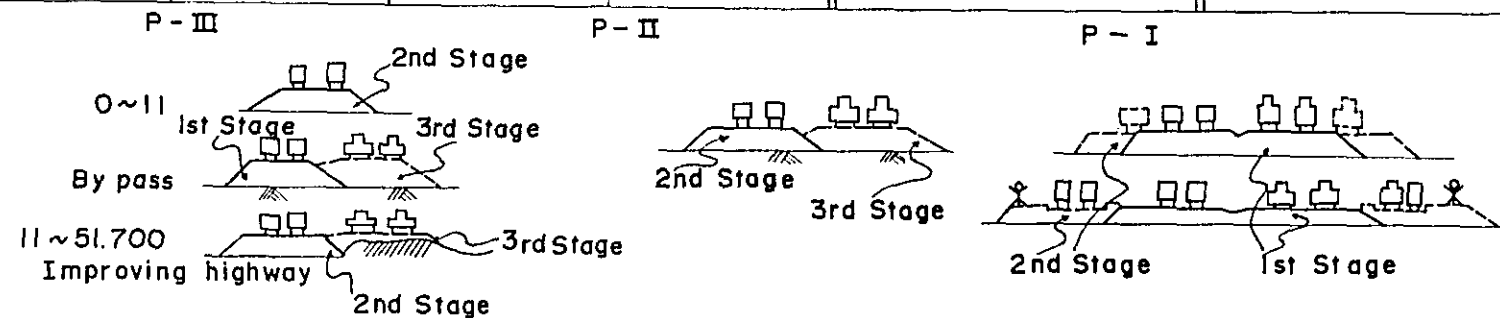 P-III
P-II
P-I
2nd Stage
0~11
1st Stage
3rd Stage
By pass
2nd Stage
3rd Stage
11~51.700
Improving highway
3rd Stage
2nd Stage
2nd Stage
1st Stage